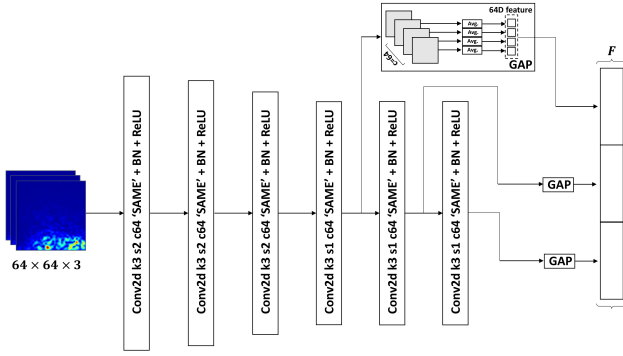 64D feature
Avg.
Avg.
Avg.
Avg.
c=64
GAP
F
Conv2d k3 s2 c64 'SAME' + BN + ReLU
Conv2d k3 s2 c64 'SAME' + BN + ReLU
Conv2d k3 s2 c64 'SAME' + BN + ReLU
Conv2d k3 s1 c64 'SAME' + BN + ReLU
Conv2d k3 s1 c64 'SAME' + BN + ReLU
Conv2d k3 s1 c64 'SAME' + BN + ReLU
GAP
GAP
64 × 64 × 3